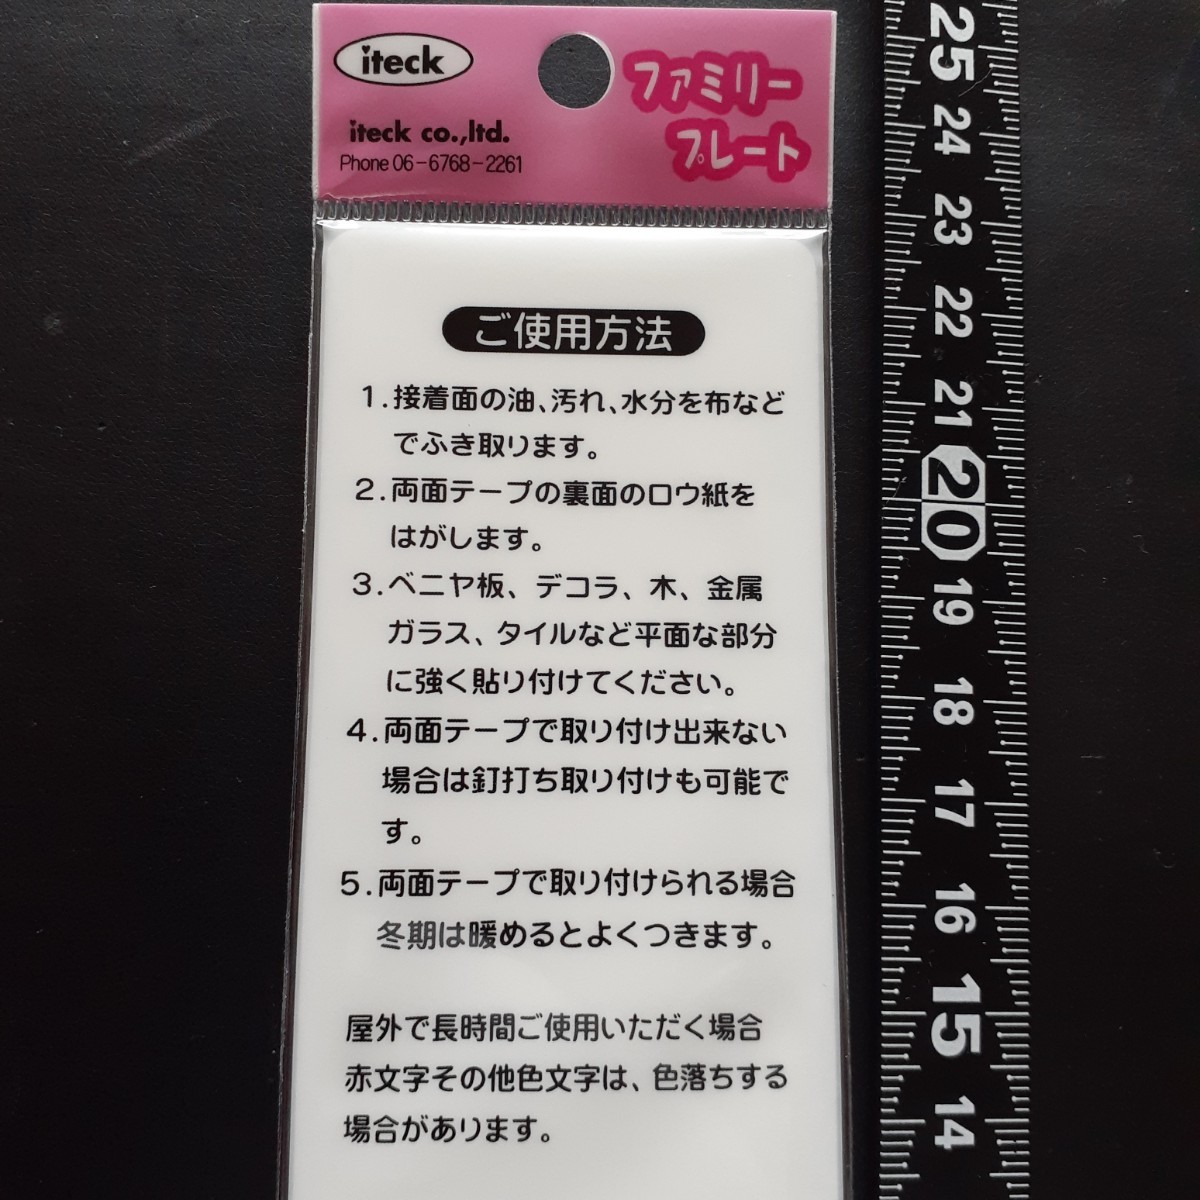 iteck
iteck co.,ltd.
Phone 06-6768-2261
ファミリー
プレート
ご使用方法
1.接着面の油、汚れ、水分を布など
でふき取ります。
2.両面テープの裏面のロウ紙を
はがします。
3.ベニヤ板、デコラ、木、金属
ガラス、タイルなど平面な部分
に強く貼り付けてください。
4.両面テープで取り付け出来ない
場合は釘打ち取り付けも可能で
す。
5.両面テープで取り付けられる場合
冬期は暖めるとよくつきます。
屋外で長時間ご使用いただく場合
赤文字その他色文字は、色落ちする
場合があります。
25
24
23
22
21
20
19
18
17
16
15
14